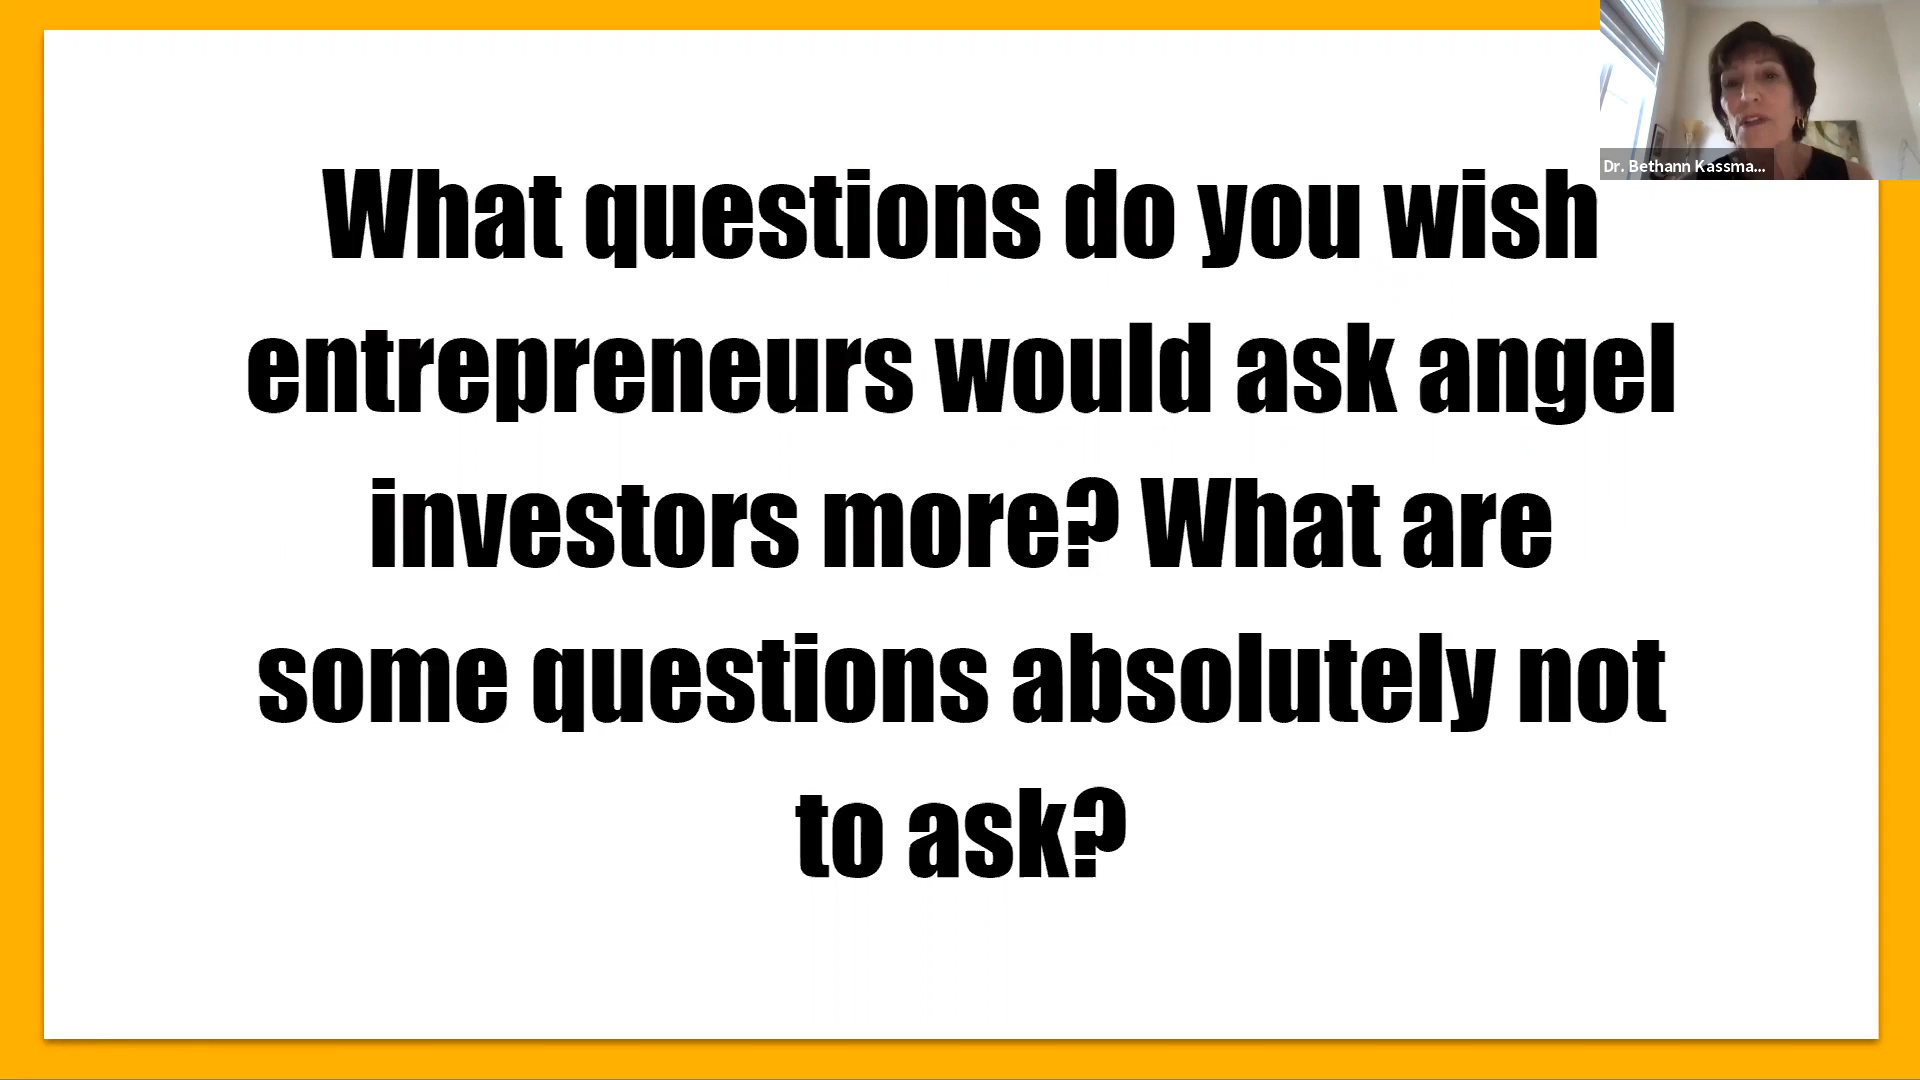 Dr. Bethann Kassma...
What questions do you wish
entrepreneurs would ask angel
investors more? What are
some questions absolutely not
to ask?